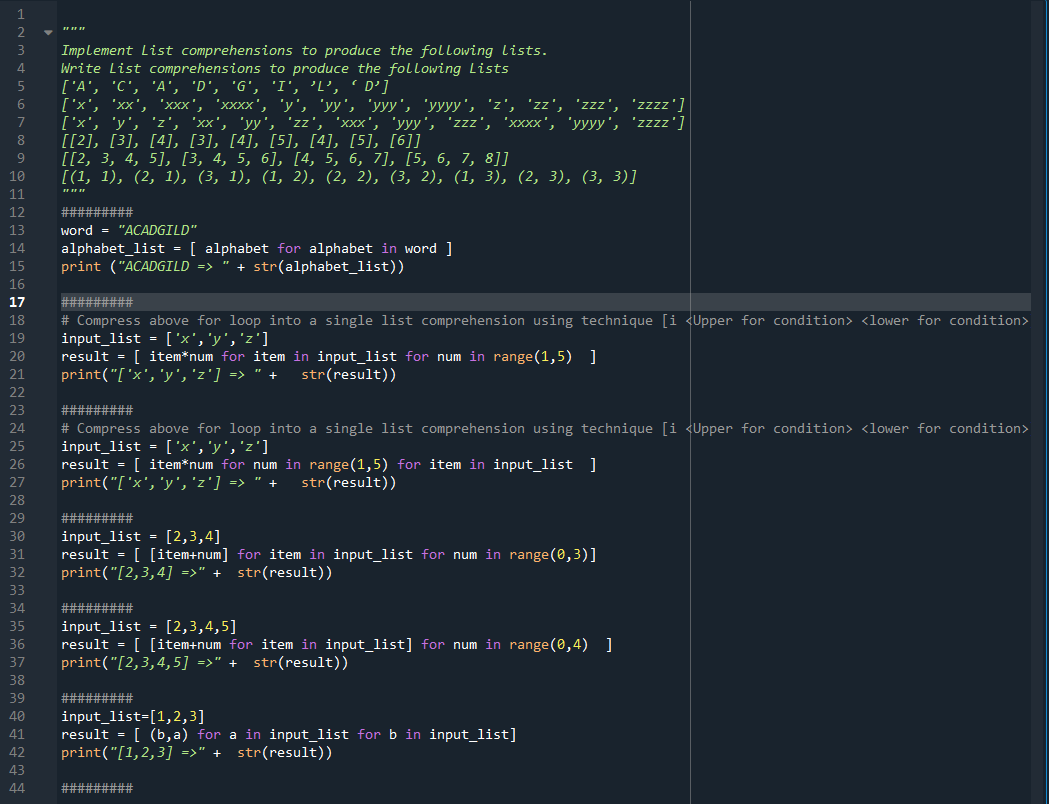 1
2 """
3 Implement List comprehensions to produce the following lists.
4 Write List comprehensions to produce the following Lists
5 ['A', 'C', 'A', 'D', 'G', 'I', ’L’, ‘ D’]
6 ['x', 'xx', 'xxx', 'xxxx', 'y', 'yy', 'yyy', 'yyyy', 'z', 'zz', 'zzz', 'zzzz']
7 ['x', 'y', 'z', 'xx', 'yy', 'zz', 'xxx', 'yyy', 'zzz', 'xxxx', 'yyyy', 'zzzz']
8 [[2], [3], [4], [3], [4], [5], [4], [5], [6]]
9 [[2, 3, 4, 5], [3, 4, 5, 6], [4, 5, 6, 7], [5, 6, 7, 8]]
10 [(1, 1), (2, 1), (3, 1), (1, 2), (2, 2), (3, 2), (1, 3), (2, 3), (3, 3)]
11 """
12 #########
13 word = "ACADGILD"
14 alphabet_list = [ alphabet for alphabet in word ]
15 print ("ACADGILD => " + str(alphabet_list))
16
17 #########
18 # Compress above for loop into a single list comprehension using technique [i <Upper for condition> <lower for condition>
19 input_list = ['x','y','z']
20 result = [ item*num for item in input_list for num in range(1,5)  ]
21 print("['x','y','z'] => " +   str(result))
22
23 #########
24 # Compress above for loop into a single list comprehension using technique [i <Upper for condition> <lower for condition>
25 input_list = ['x','y','z']
26 result = [ item*num for num in range(1,5) for item in input_list  ]
27 print("['x','y','z'] => " +   str(result))
28
29 #########
30 input_list = [2,3,4]
31 result = [ [item+num] for item in input_list for num in range(0,3)]
32 print("[2,3,4] =>" +  str(result))
33
34 #########
35 input_list = [2,3,4,5]
36 result = [ [item+num for item in input_list] for num in range(0,4)  ]
37 print("[2,3,4,5] =>" +  str(result))
38
39 #########
40 input_list=[1,2,3]
41 result = [ (b,a) for a in input_list for b in input_list]
42 print("[1,2,3] =>" +  str(result))
43
44 #########